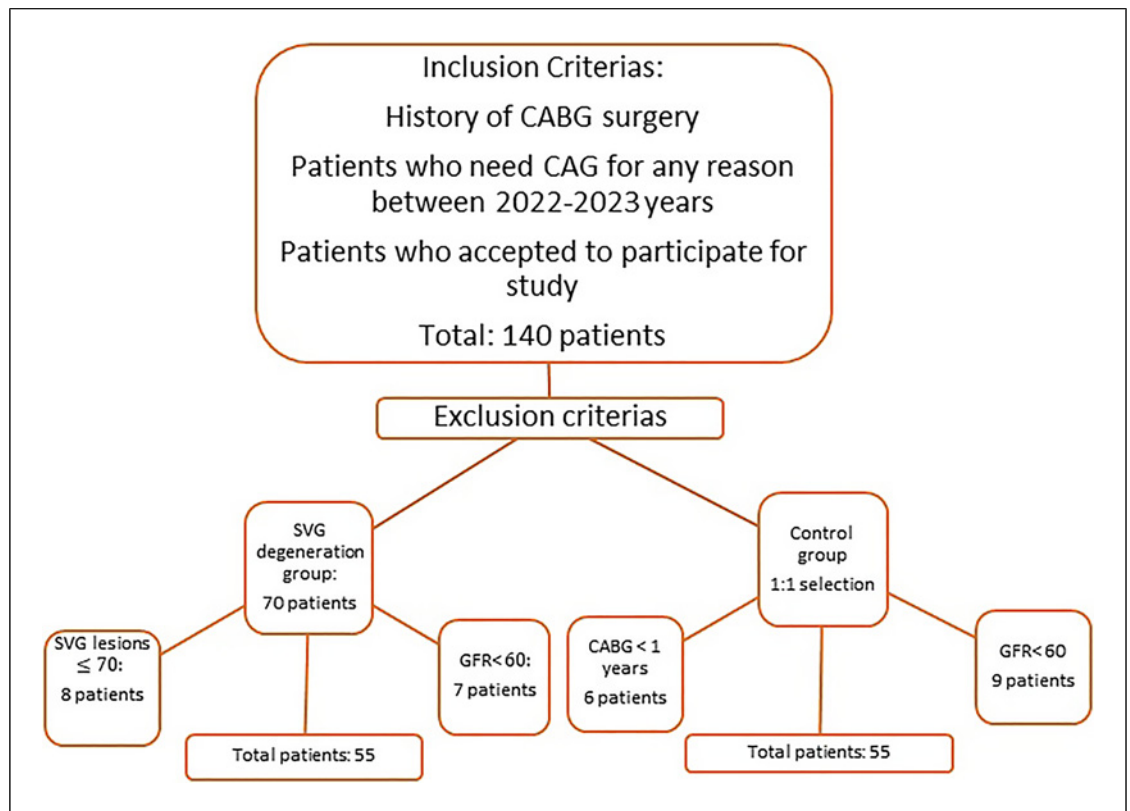 Inclusion Criterias:
History of CABG surgery
Patients who need CAG for any reason
between 2022-2023 years
Patients who accepted to participate for
study
Total: 140 patients
Exclusion criterias
SVG
degeneration
group:
70 patients
Control
group
1:1 selection
SVG lesions
≤ 70:
8 patients
GFR<60:
7 patients
CABG < 1
years
6 patients
GFR<60
9 patients
Total patients: 55
Total patients: 55